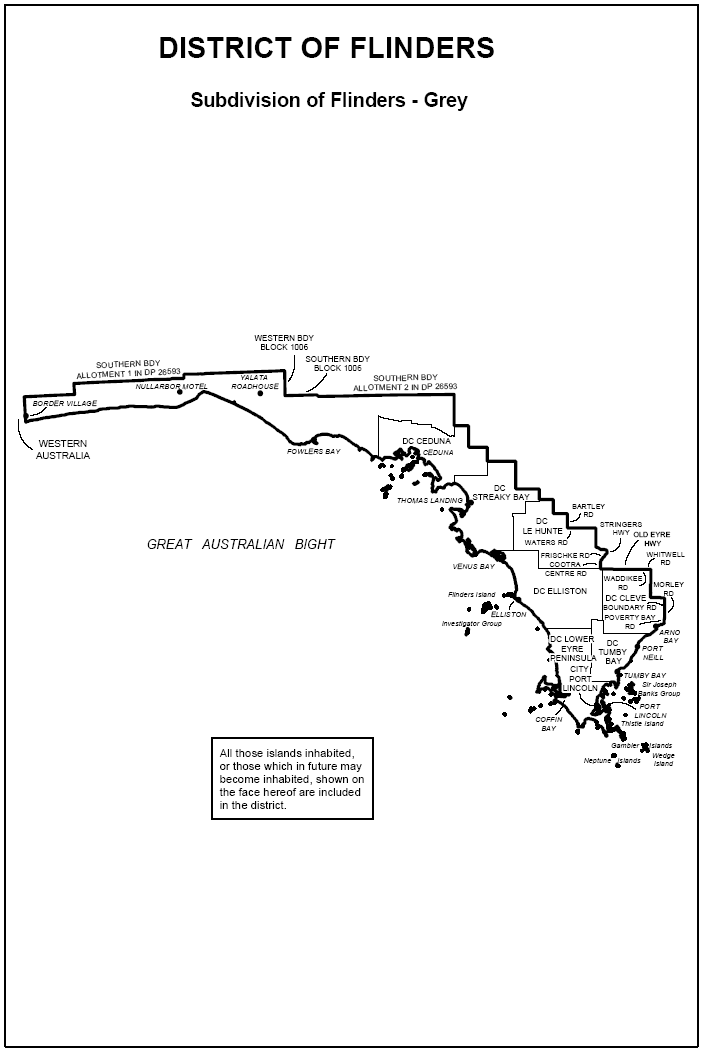 DISTRICT OF FLINDERS
Subdivision of Flinders - Grey
WESTERN BDY
BLOCK 1006
SOUTHERN BDY
BLOCK 1006
SOUTHERN BDY
ALLOTMENT 1 IN DP 26593
SOUTHERN BDY
ALLOTMENT 2 IN DP 26593
NULLARBOR MOTEL
YALATA
ROADHOUSE
BORDER VILLAGE
WESTERN
AUSTRALIA
FOWLERS BAY
DC CEDUNA
CEDUNA
THOMAS LANDING
DC
STREAKY BAY
GREAT AUSTRALIAN BIGHT
DC
LE HUNTE
WATERS RD
BARTLEY
RD
STRINGERS
HWY
OLD EYRE
HWY
WHITWELL
RD
FRISCHKE RD
COOTRA
CENTRE RD
VENUS BAY
WADDIKEE
RD
MORLEY
RD
DC ELLISTON
DC CLEVE
BOUNDARY RD
POVERTY BAY
RD
Flinders Island
ELLISTON
Investigator Group
ARNO
BAY
DC LOWER
EYRE
PENINSULA
DC
TUMBY
BAY
PORT
NEILL
CITY
PORT
LINCOLN
TUMBY BAY
Sir Joseph
Banks Group
COFFIN
BAY
PORT
LINCOLN
Thistle Island
Gambier Islands
Wedge
Island
Neptune Islands
All those islands inhabited,
or those which in future may
become inhabited, shown on
the face hereof are included
in the district.